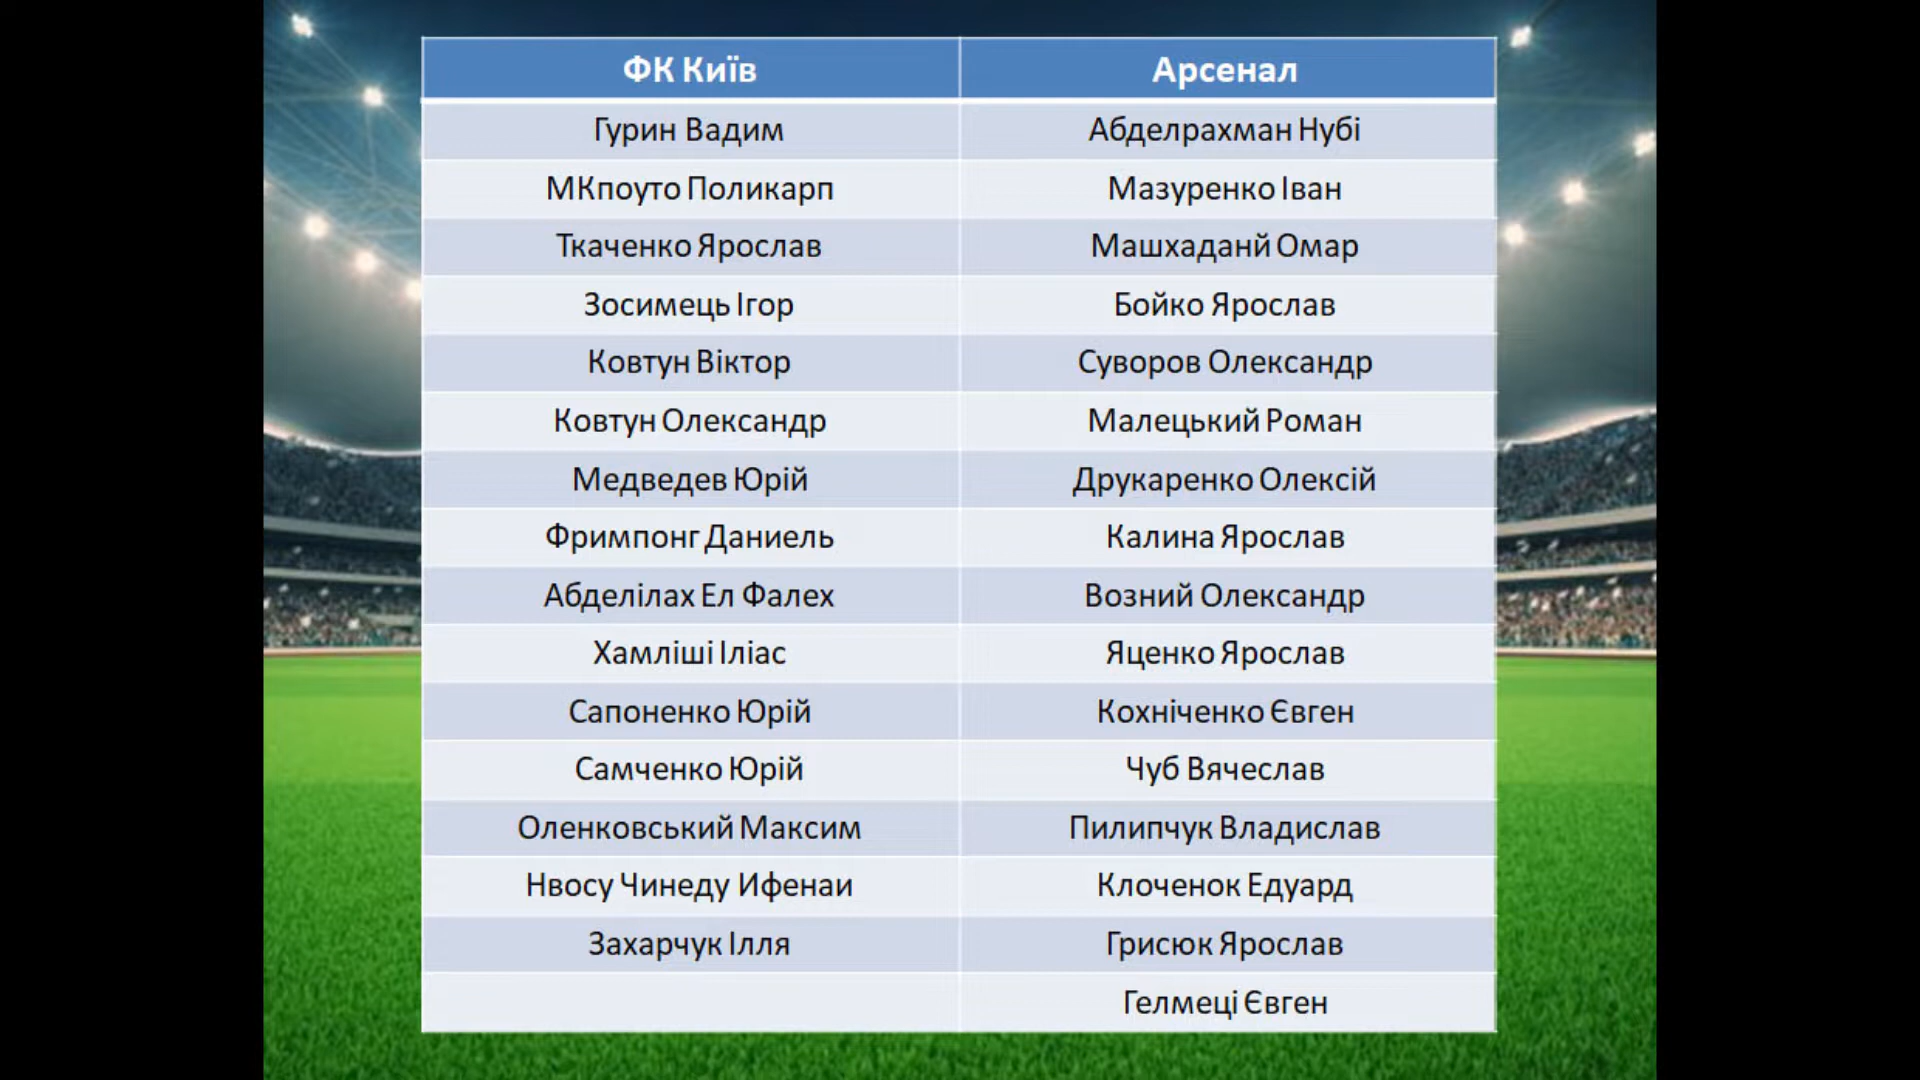 ФК Київ Арсенал
Гурин Вадим Абделрахман Нубі
МКпоуто Поликарп Мазуренко Іван
Ткаченко Ярослав Машхаданй Омар
Зосимець Ігор Бойко Ярослав
Ковтун Віктор Суворов Олександр
Ковтун Олександр Малецький Роман
Медведев Юрій Друкаренко Олексій
Фримпонг Даниель Калина Ярослав
Абделілах Ел Фалех Возний Олександр
Хамліші Іліас Яценко Ярослав
Сапоненко Юрій Кохніченко Євген
Самченко Юрій Чуб Вячеслав
Оленковський Максим Пилипчук Владислав
Нвосу Чинеду Ифенаи Клоченок Едуард
Захарчук Ілля Грисюк Ярослав
Гелмеці Євген